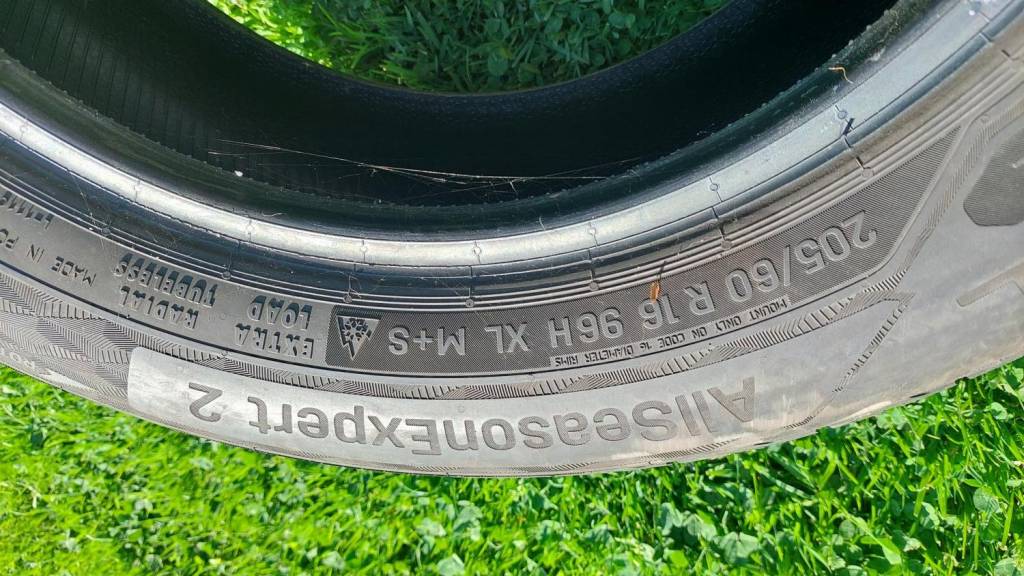 205/60 R 16 96H XL M+S
MOUNT ONLY ON CODE 16 DIAMETER RIMS
EXTRA
LOAD
RADIAL
TUBELESS
MADE IN
AllSeasonExpert 2